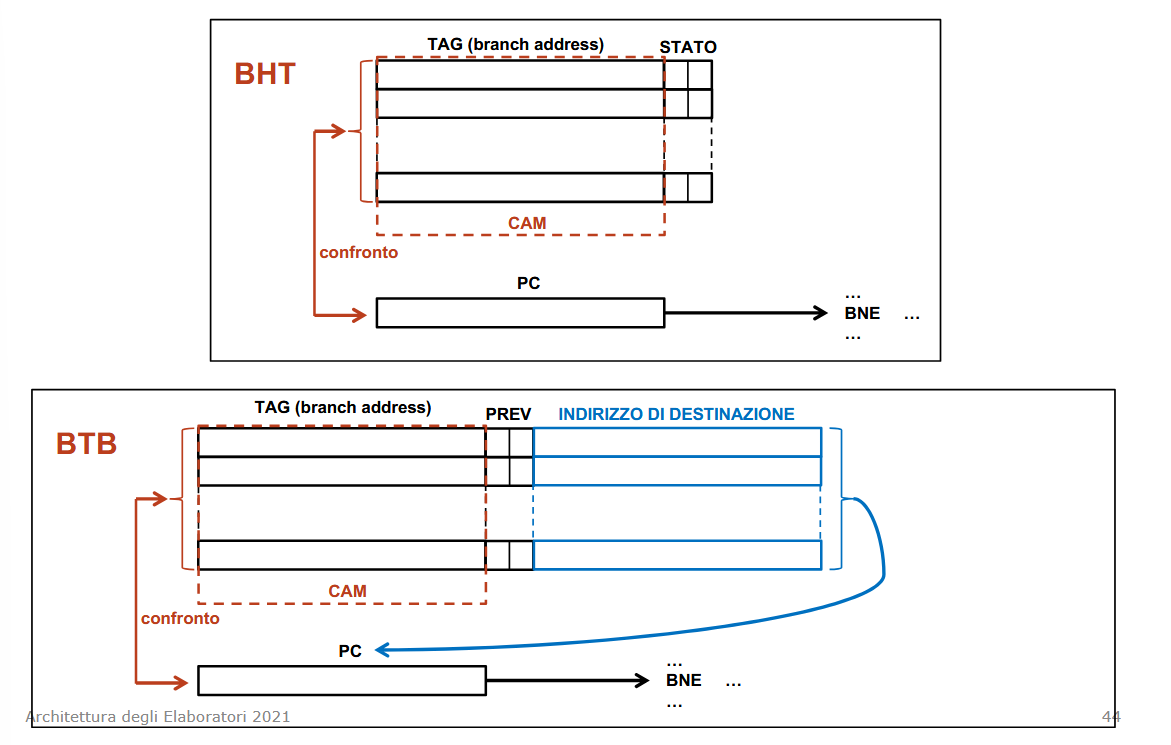 TAG (branch address) STATO
BHT
CAM
confronto
PC
...
BNE ...
...
TAG (branch address) PREV INDIRIZZO DI DESTINAZIONE
BTB
CAM
confronto
PC
...
BNE ...
...
Architettura degli Elaboratori 2021 44